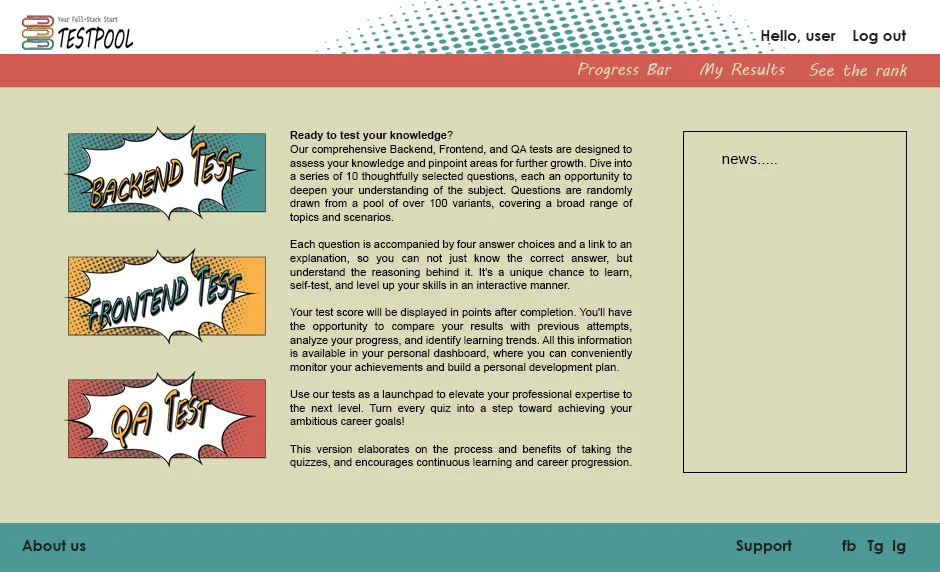 Your Full-Stack Start
TESTPOOL
Hello, user Log out
Progress Bar My Results See the rank
BACKEND TEST
FRONTEND TEST
QA TEST
Ready to test your knowledge?
Our comprehensive Backend, Frontend, and QA tests are designed to
assess your knowledge and pinpoint areas for further growth. Dive into
a series of 10 thoughtfully selected questions, each an opportunity to
deepen your understanding of the subject. Questions are randomly
drawn from a pool of over 100 variants, covering a broad range of
topics and scenarios.
Each question is accompanied by four answer choices and a link to an
explanation, so you can not just know the correct answer, but
understand the reasoning behind it. It's a unique chance to learn,
self-test, and level up your skills in an interactive manner.
Your test score will be displayed in points after completion. You'll have
the opportunity to compare your results with previous attempts,
analyze your progress, and identify learning trends. All this information
is available in your personal dashboard, where you can conveniently
monitor your achievements and build a personal development plan.
Use our tests as a launchpad to elevate your professional expertise to
the next level. Turn every quiz into a step toward achieving your
ambitious career goals!
This version elaborates on the process and benefits of taking the
quizzes, and encourages continuous learning and career progression.
news.....
About us
Support fb Tg Ig